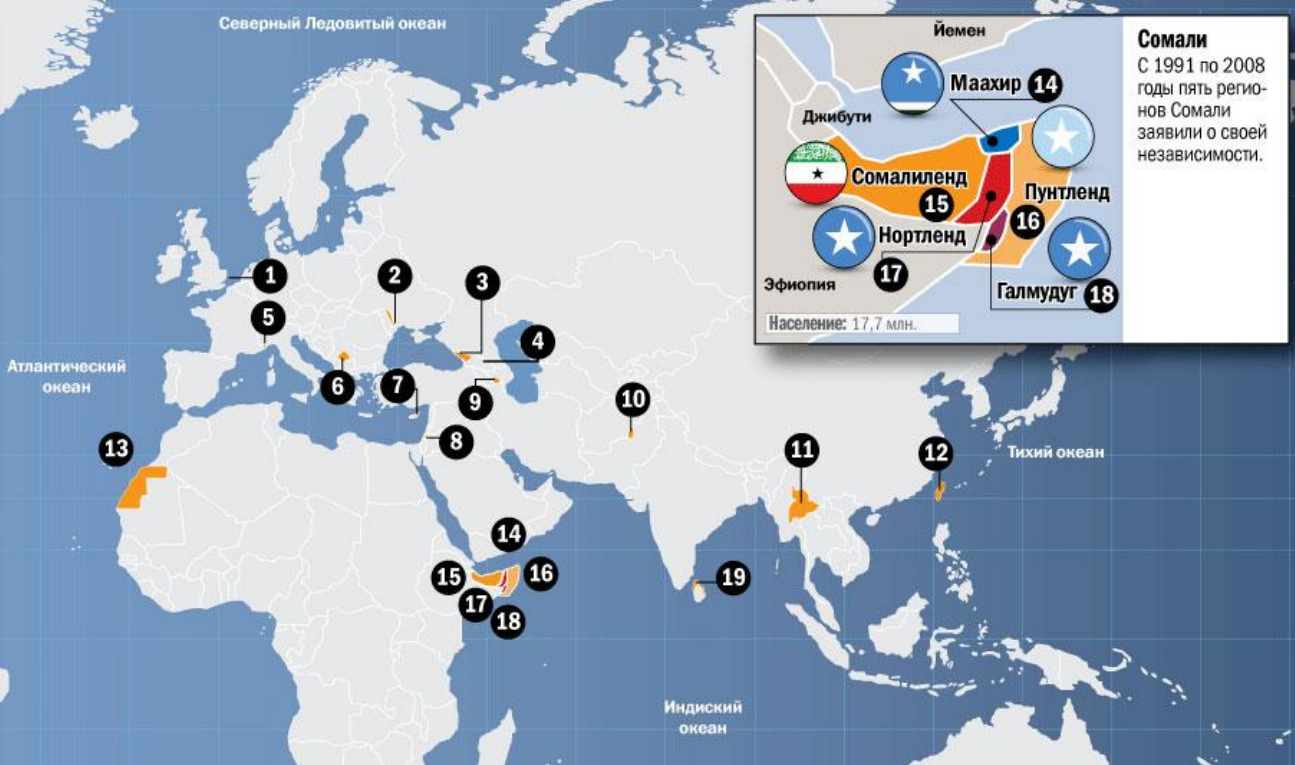 Северный Ледовитый океан
Йемен
Маахир 14
Джибути
Сомалиленд
15
Пунтленд
16
Нортленд
17
Эфиопия
Галмудуг 18
Население: 17,7 млн.
Сомали
С 1991 по 2008
годы пять регио-
нов Сомали
заявили о своей
независимости.
1
2
3
5
4
Атлантический
океан
6
7
9
10
8
13
11
12
Тихий океан
14
15
16
17
18
19
Индиский
океан